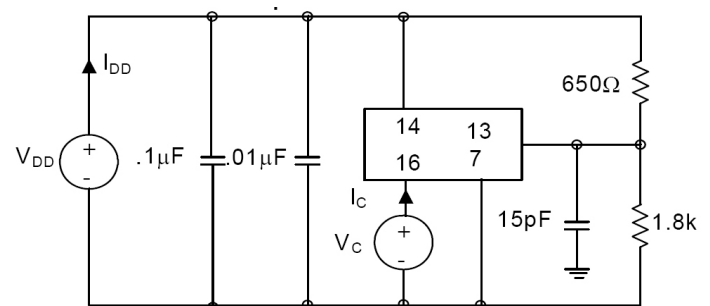 I_DD
650Ω
14 13
V_DD + .1μF .01μF 16 7
-
I_C
15pF 1.8k
V_C +
-